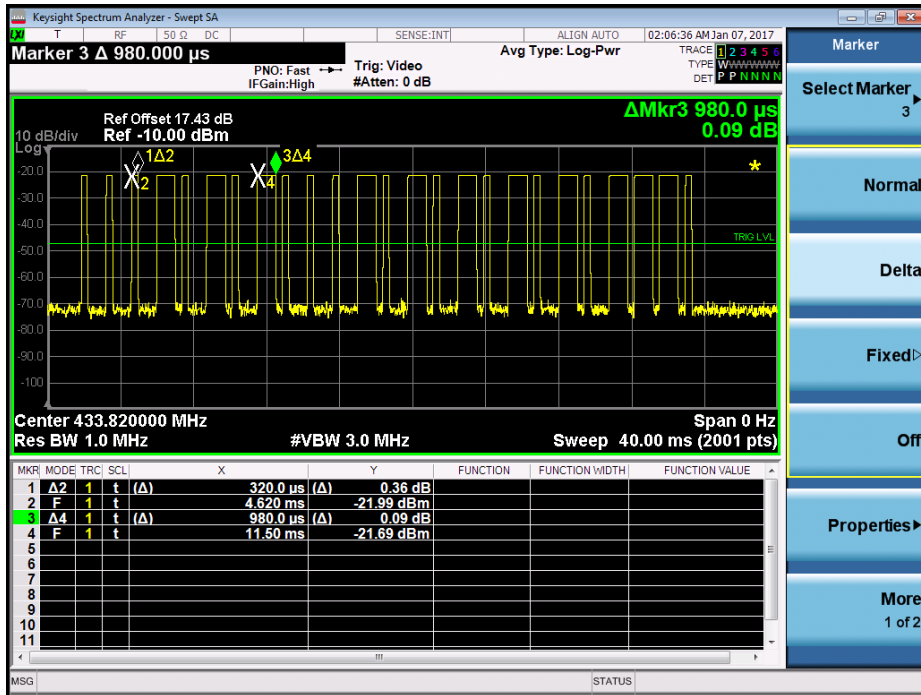 Keysight Spectrum Analyzer - Swept SA
LXI T RF 50 Ω DC SENSE:INT ALIGN AUTO 02:06:36 AM Jan 07, 2017
Marker 3 Δ 980.000 µs
PNO: Fast
IFGain:High
Trig: Video
#Atten: 0 dB
Avg Type: Log-Pwr
TRACE 1 2 3 4 5 6
TYPE W W W W W W
DET P P N N N N
ΔMkr3 980.0 µs
0.09 dB
Ref Offset 17.43 dB
10 dB/div Ref -10.00 dBm
Log
1Δ2
2
3Δ4
4
*
TRIG LVL
-20.0
-30.0
-40.0
-50.0
-60.0
-70.0
-80.0
-90.0
-100
Center 433.820000 MHz Span 0 Hz
Res BW 1.0 MHz #VBW 3.0 MHz Sweep 40.00 ms (2001 pts)
MKR MODE TRC SCL X Y FUNCTION FUNCTION WIDTH FUNCTION VALUE
1 Δ2 1 t (Δ) 320.0 µs (Δ) 0.36 dB
2 F 1 t 4.620 ms -21.99 dBm
3 Δ4 1 t (Δ) 980.0 µs (Δ) 0.09 dB
4 F 1 t 11.50 ms -21.69 dBm
5
6
7
8
9
10
11
MSG STATUS
Marker
Select Marker
3
Normal
Delta
Fixed
Off
Properties
More
1 of 2